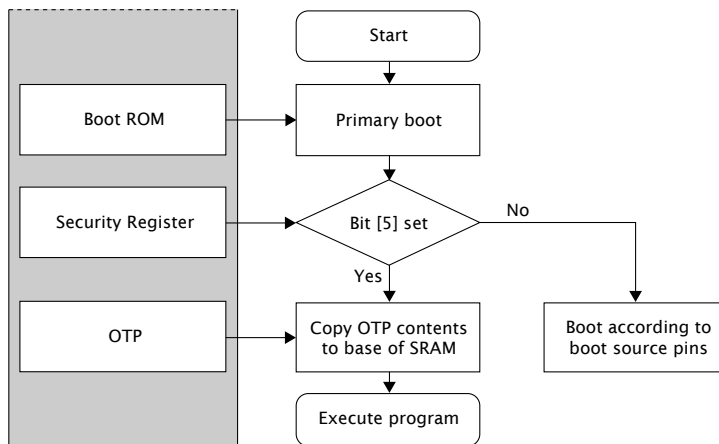 Start
Boot ROM
Primary boot
Security Register
Bit [5] set
No
Yes
OTP
Copy OTP contents
to base of SRAM
Boot according to
boot source pins
Execute program